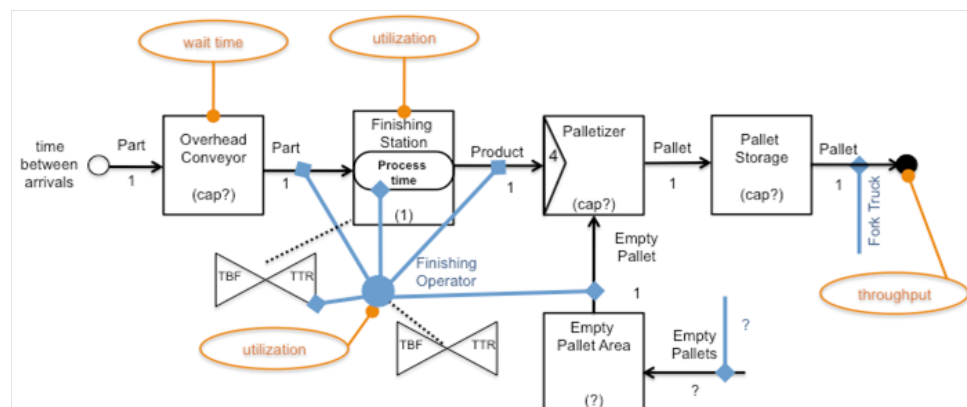 wait time
utilization
time
between
arrivals
Part
1
Overhead
Conveyor
(cap?)
Part
1
Finishing
Station
Process
time
(1)
Product
1
4
Palletizer
(cap?)
Pallet
1
Pallet
Storage
(cap?)
Pallet
1
Fork Truck
throughput
TBF
TTR
Finishing
Operator
utilization
TBF
TTR
Empty
Pallet
1
Empty
Pallet Area
(?)
Empty
Pallets
?
?